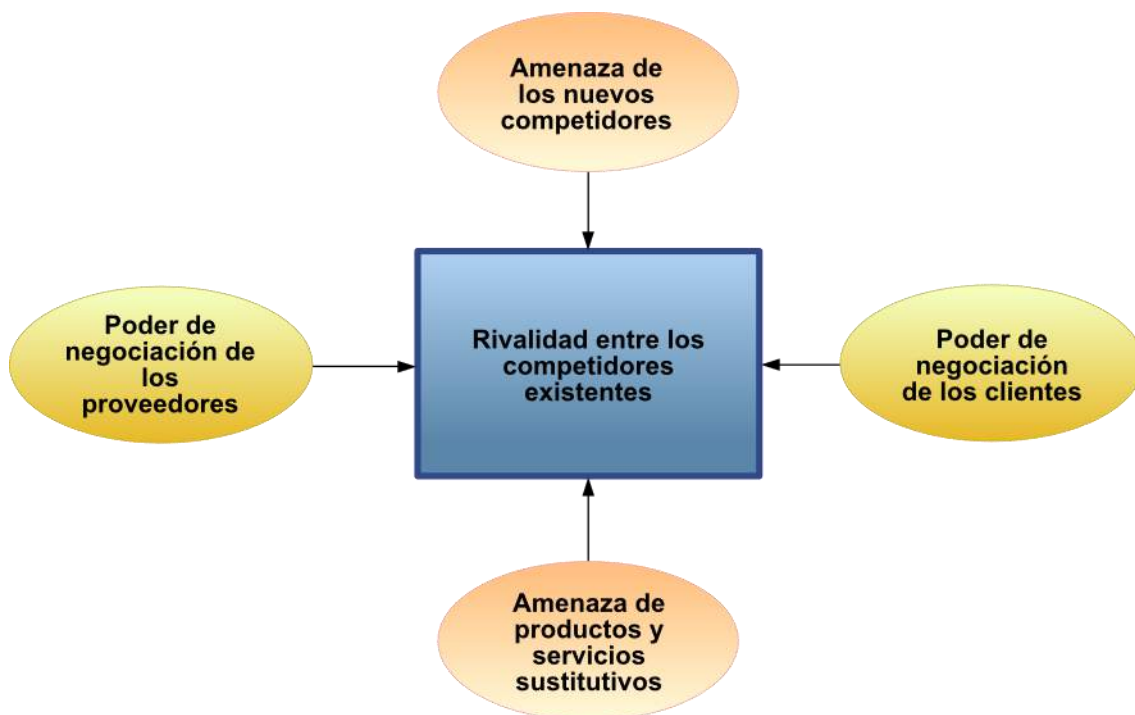 Amenaza de
los nuevos
competidores
Poder de
negociación de
los
proveedores
Rivalidad entre los
competidores
existentes
Poder de
negociación
de los clientes
Amenaza de
productos y
servicios
sustitutivos